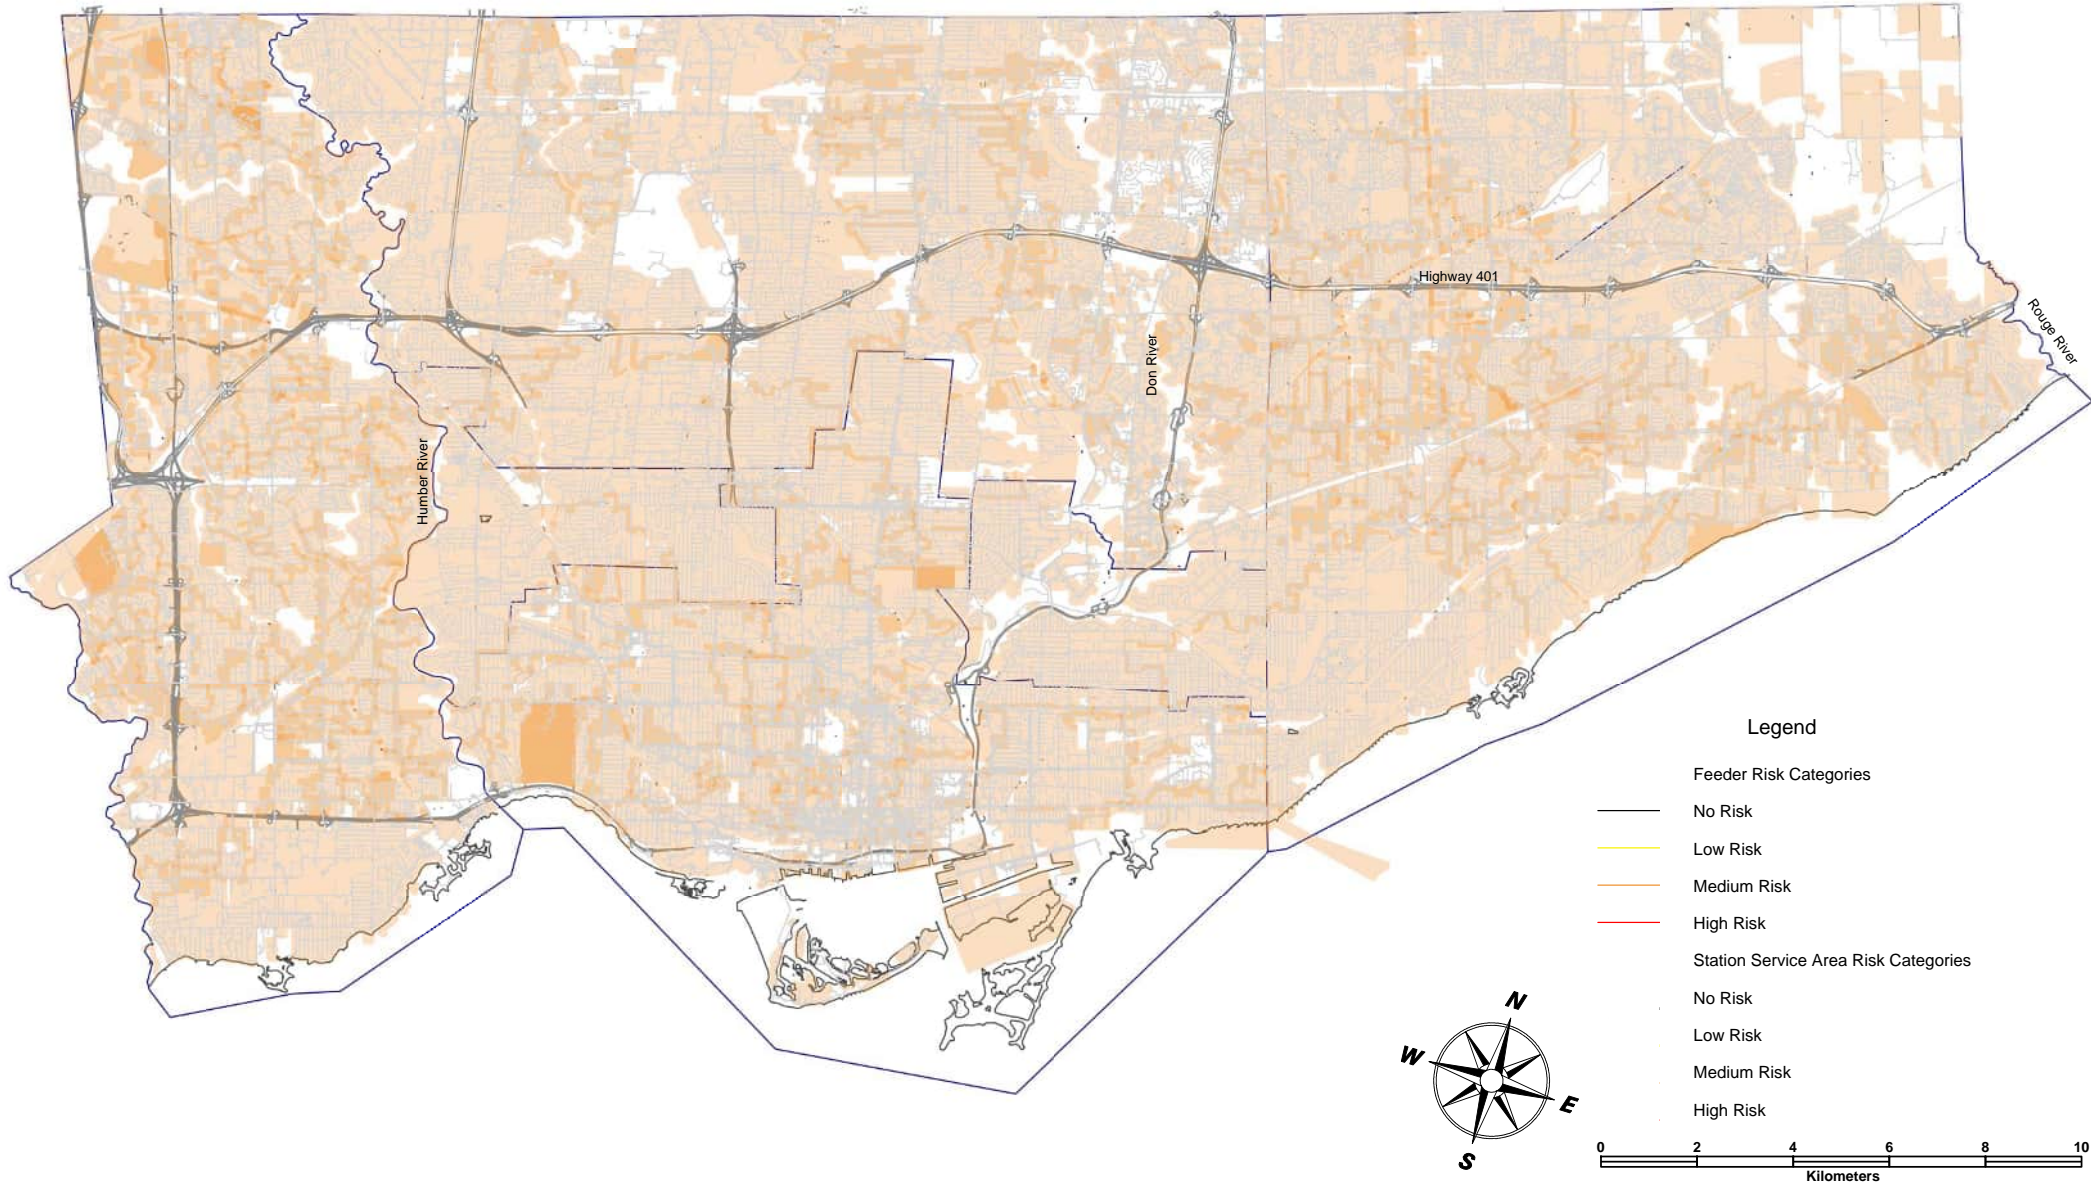 Highway 401
Rouge River
Don River
Humber River
Legend
Feeder Risk Categories
No Risk
Low Risk
Medium Risk
High Risk
Station Service Area Risk Categories
No Risk
Low Risk
Medium Risk
High Risk
N
W
E
S
0 2 4 6 8 10
Kilometers